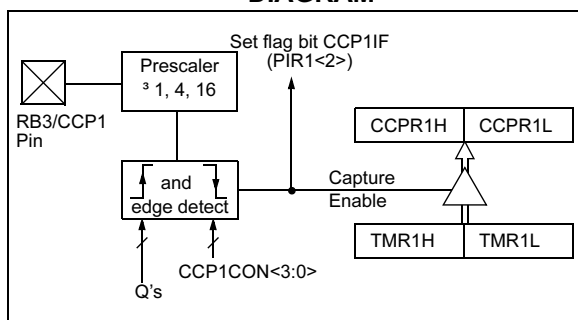 DIAGRAM
Set flag bit CCP1IF
(PIR1<2>)
Prescaler
³ 1, 4, 16
RB3/CCP1
Pin
CCPR1H CCPR1L
and
edge detect
Capture
Enable
TMR1H TMR1L
CCP1CON<3:0>
Q's